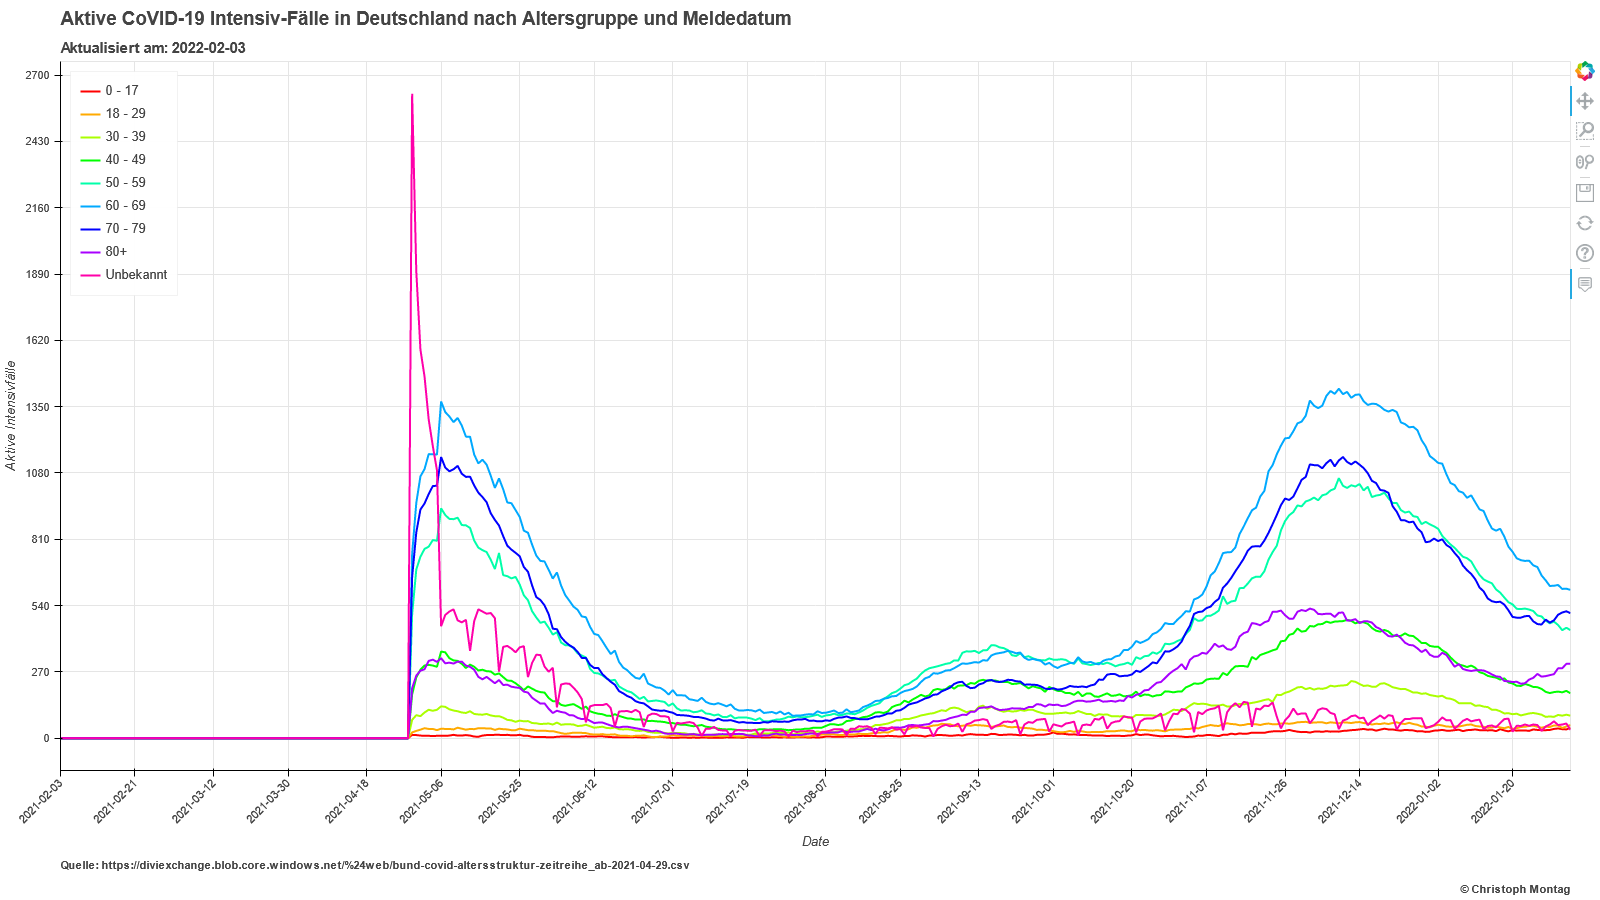 Aktive CoVID-19 Intensiv-Fälle in Deutschland nach Altersgruppe und Meldedatum
Aktualisiert am: 2022-02-03
2700
2430
2160
1890
1620
1350
1080
810
540
270
0
Aktive Intensivfälle
0 - 17
18 - 29
30 - 39
40 - 49
50 - 59
60 - 69
70 - 79
80+
Unbekannt
2021-02-03
2021-02-21
2021-03-12
2021-03-30
2021-04-18
2021-05-06
2021-05-25
2021-06-12
2021-07-01
2021-07-19
2021-08-07
2021-08-25
2021-09-13
2021-10-01
2021-10-20
2021-11-07
2021-11-26
2021-12-14
2022-01-02
2022-01-20
Date
Quelle: https://diviexchange.blob.core.windows.net/%24web/bund-covid-altersstruktur-zeitreihe_ab-2021-04-29.csv
© Christoph Montag